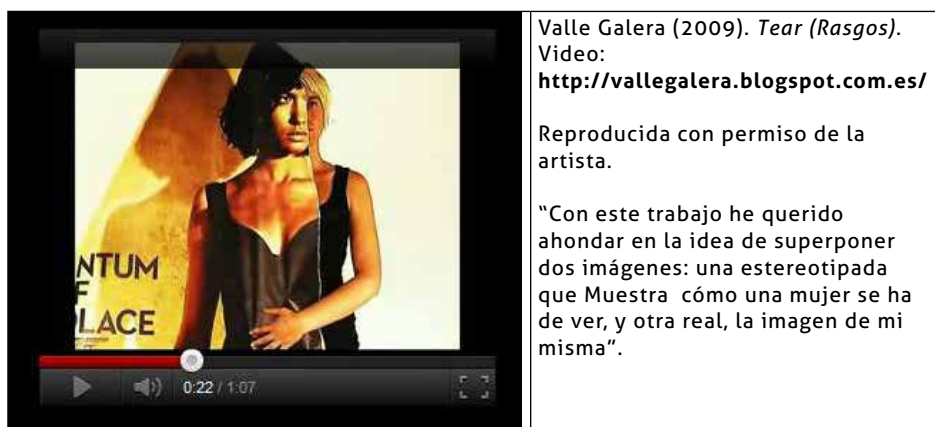 NTUM
F
LACE
0:22 / 1:07
Valle Galera (2009). Tear (Rasgos).
Video:
http://vallegalera.blogspot.com.es/
Reproducida con permiso de la
artista.
“Con este trabajo he querido
ahondar en la idea de superponer
dos imágenes: una estereotipada
que Muestra  cómo una mujer se ha
de ver, y otra real, la imagen de mi
misma”.